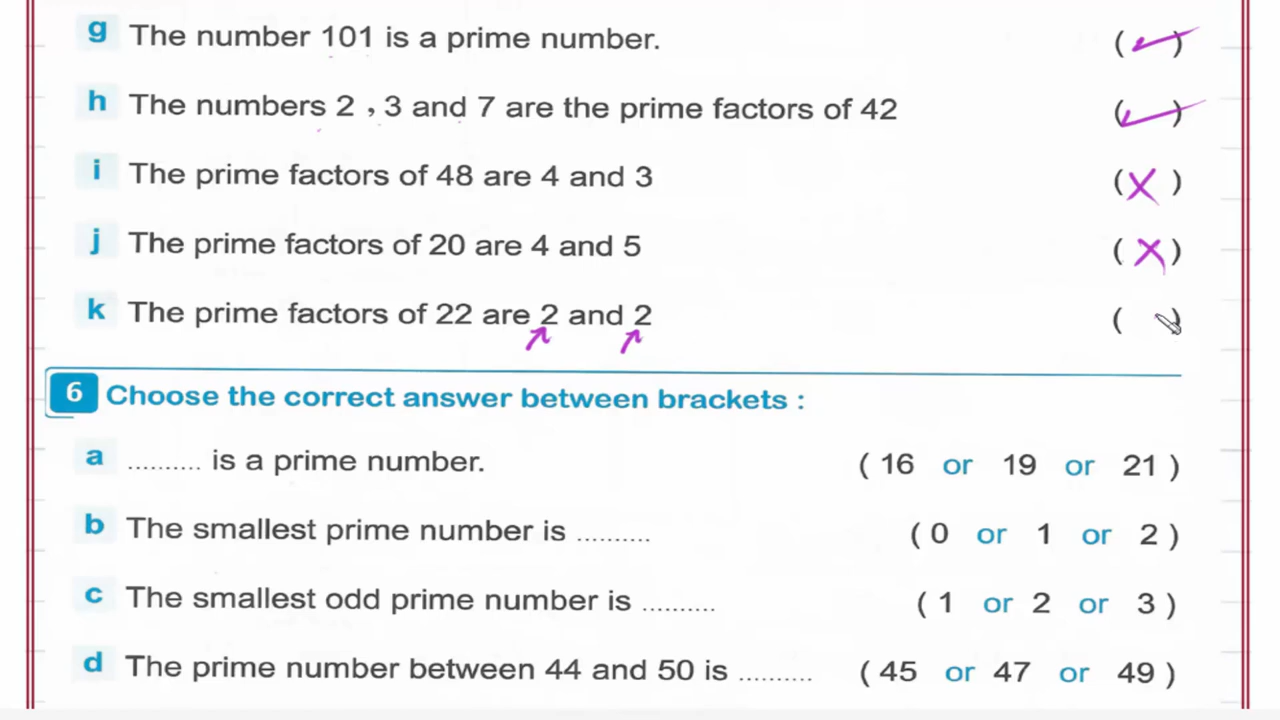 g The number 101 is a prime number. (✓)
h The numbers 2 , 3 and 7 are the prime factors of 42 (✓)
i The prime factors of 48 are 4 and 3 (X)
j The prime factors of 20 are 4 and 5 (X)
k The prime factors of 22 are 2 and 2 ( )
6 Choose the correct answer between brackets :
a .......... is a prime number. ( 16 or 19 or 21 )
b The smallest prime number is .......... ( 0 or 1 or 2 )
c The smallest odd prime number is .......... ( 1 or 2 or 3 )
d The prime number between 44 and 50 is .......... ( 45 or 47 or 49 )